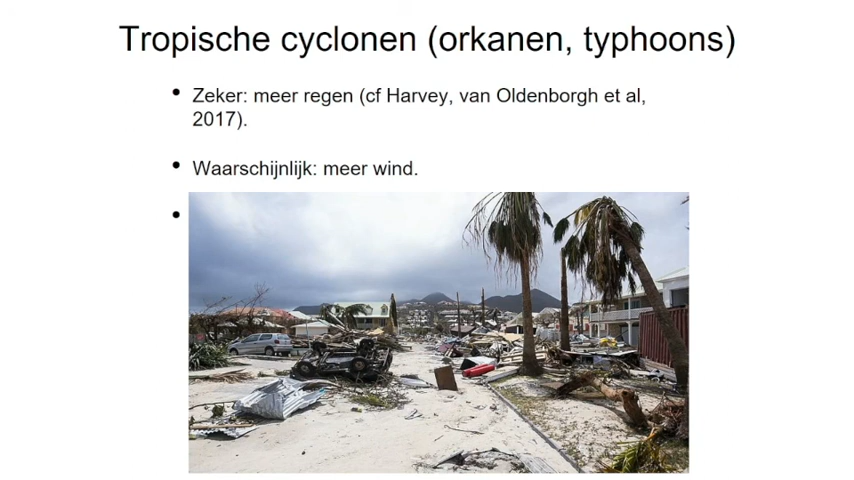 Tropische cyclonen (orkanen, typhoons)
• Zeker: meer regen (cf Harvey, van Oldenborgh et al,
2017).
• Waarschijnlijk: meer wind.
•